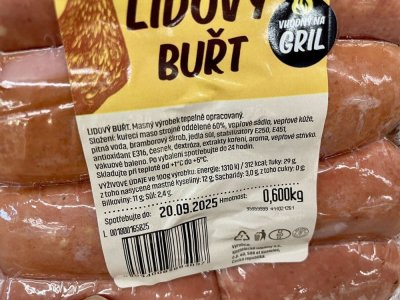 LIDOVÝ
BUŘT
VHODNÝ NA
GRIL
LIDOVÝ BUŘT. Masný výrobek tepelně opracovaný.
Složení: kuřecí maso strojně oddělené 60%, vepřové sádlo, vepřové kůže,
pitná voda, bramborový škrob, jedlá sůl, stabilizátory E250, E451,
antioxidant E316, česnek, dextróza, extrakty koření, aroma, vepřové střívko.
Vakuově baleno. Po vybalení spotřebujte do 24 hodin.
Skladujte při teplotě od +1°C do +5°C.
VÝŽIVOVÉ ÚDAJE ve 100g výrobku: Energie: 1310 kj / 312 kcal, Tuky: 29 g
z toho nasycené mastné kyseliny: 12 g, Sacharidy: 3,0 g, z toho cukry: 0 g
Bílkoviny: 11 g Sůl: 2,4 g.
Spotřebujte do: 20.09.2025 Hmotnost: 0,600kg
L 001800165025